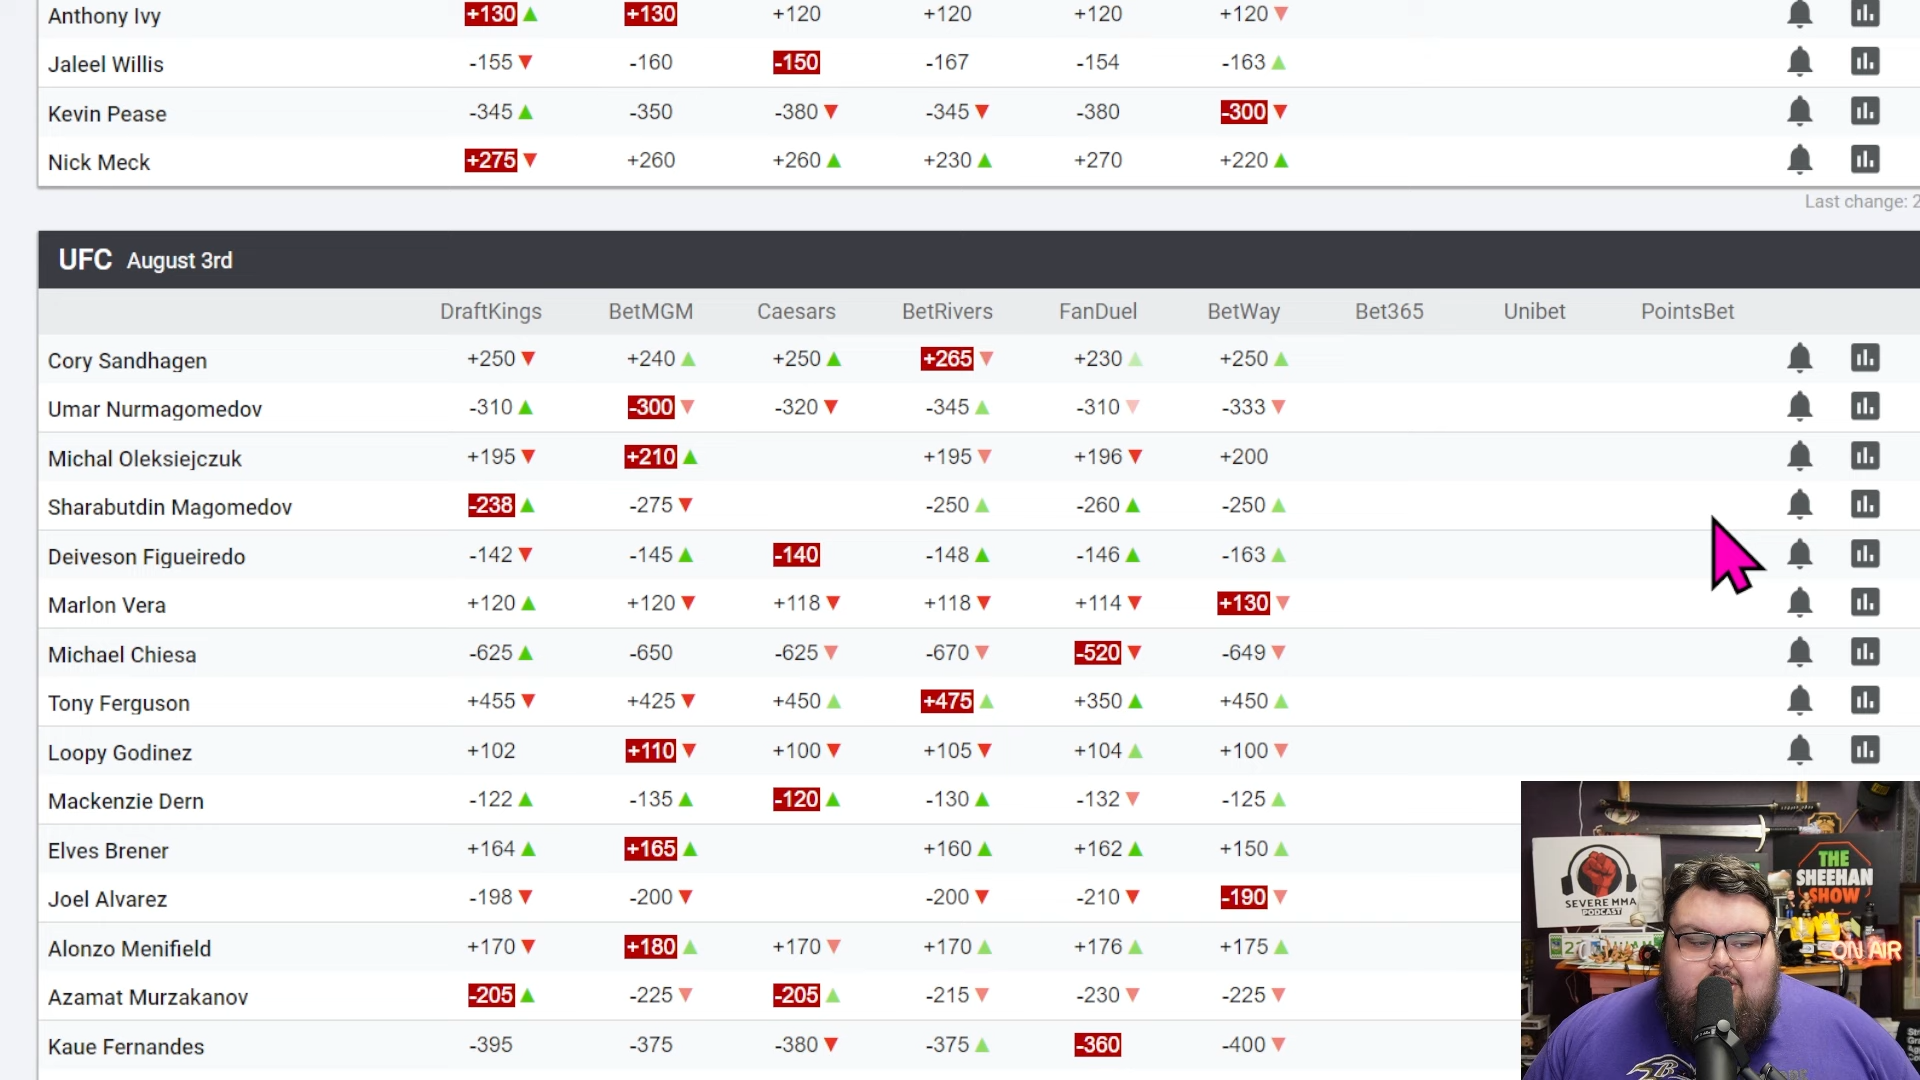 Anthony Ivy +130 +130 +120 +120 +120 +120
Jaleel Willis -155 -160 -150 -167 -154 -163
Kevin Pease -345 -350 -380 -345 -380 -300
Nick Meck +275 +260 +260 +230 +270 +220
Last change: 2
UFC August 3rd
DraftKings BetMGM Caesars BetRivers FanDuel BetWay Bet365 Unibet PointsBet
Cory Sandhagen +250 +240 +250 +265 +230 +250
Umar Nurmagomedov -310 -300 -320 -345 -310 -333
Michal Oleksiejczuk +195 +210 +195 +196 +200
Sharabutdin Magomedov -238 -275 -250 -260 -250
Deiveson Figueiredo -142 -145 -140 -148 -146 -163
Marlon Vera +120 +120 +118 +118 +114 +130
Michael Chiesa -625 -650 -625 -670 -520 -649
Tony Ferguson +455 +425 +450 +475 +350 +450
Loopy Godinez +102 +110 +100 +105 +104 +100
Mackenzie Dern -122 -135 -120 -130 -132 -125
Elves Brener +164 +165 +160 +162 +150
Joel Alvarez -198 -200 -200 -210 -190
Alonzo Menifield +170 +180 +170 +170 +176 +175
Azamat Murzakanov -205 -225 -205 -215 -230 -225
Kaue Fernandes -395 -375 -380 -375 -360 -400
SEVERE MMA
PODCAST
THE
SHEEHAN
SHOW
ON AIR
B